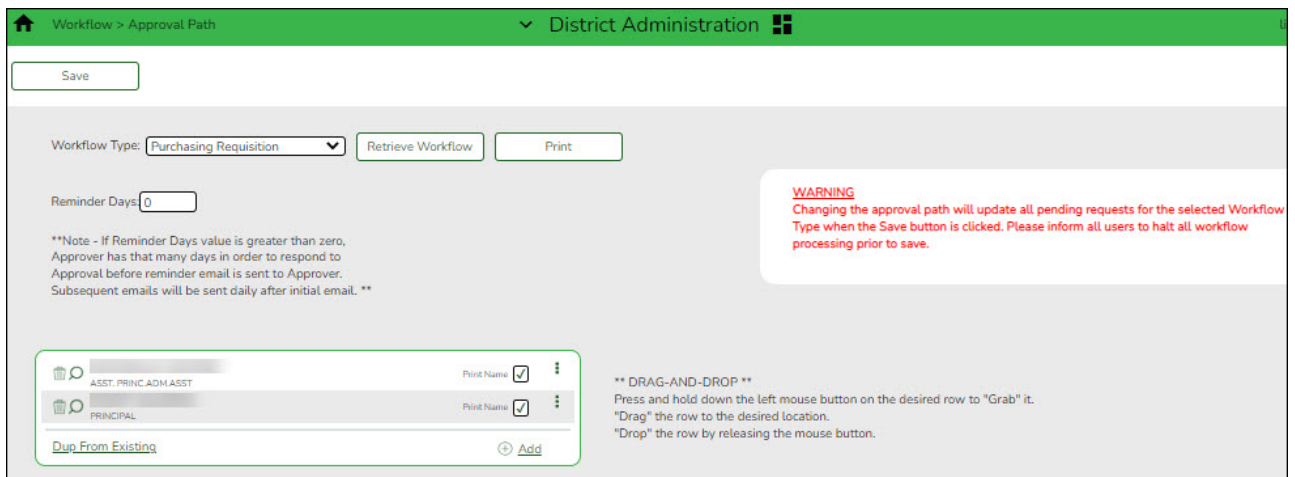 Workflow > Approval Path
District Administration
Save
Workflow Type: Purchasing Requisition Retrieve Workflow Print
Reminder Days: 0
WARNING
Changing the approval path will update all pending requests for the selected Workflow
Type when the Save button is clicked. Please inform all users to halt all workflow
processing prior to save.
**Note - If Reminder Days value is greater than zero,
Approver has that many days in order to respond to
Approval before reminder email is sent to Approver.
Subsequent emails will be sent daily after initial email. **
ASST. PRINC.ADM.ASST Print Name
PRINCIPAL Print Name
Dup From Existing Add
** DRAG-AND-DROP **
Press and hold down the left mouse button on the desired row to "Grab" it.
"Drag" the row to the desired location.
"Drop" the row by releasing the mouse button.